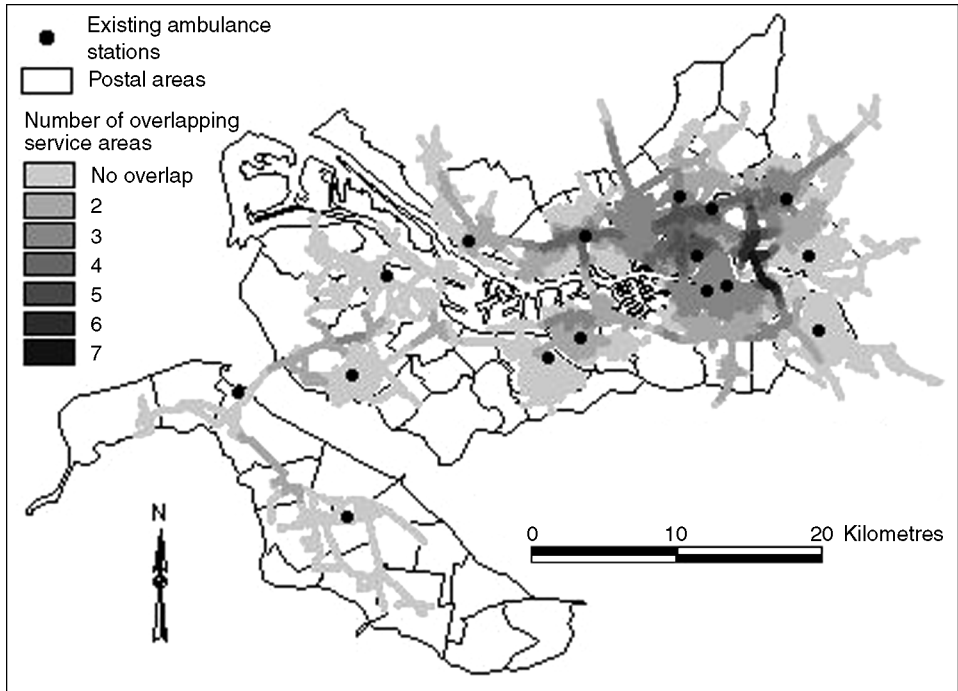 Existing ambulance
stations
Postal areas
Number of overlapping
service areas
No overlap
2
3
4
5
6
7
N
0 10 20 Kilometres